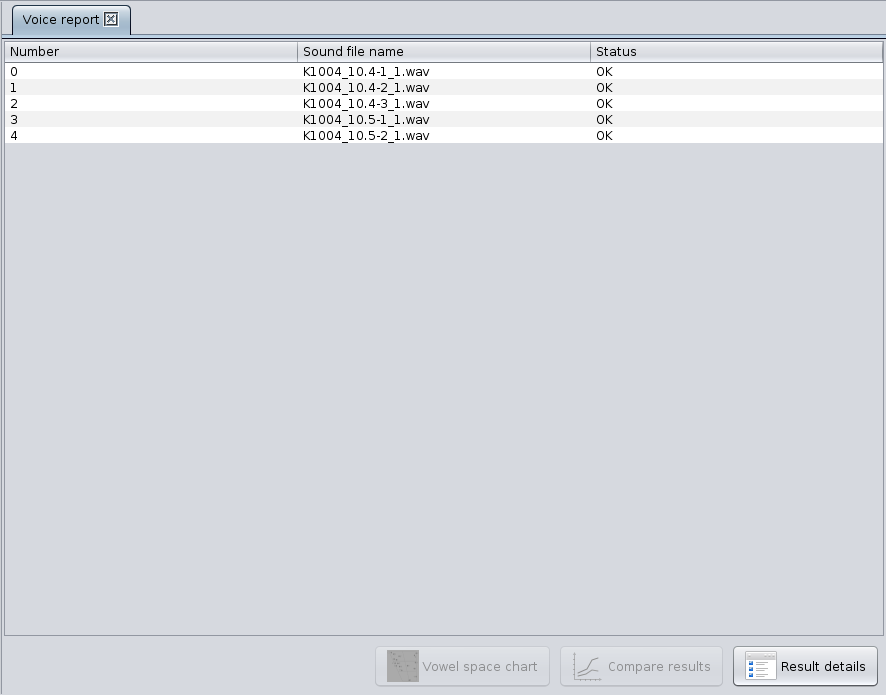 Voice report
Number Sound file name Status
0 K1004_10.4-1_1.wav OK
1 K1004_10.4-2_1.wav OK
2 K1004_10.4-3_1.wav OK
3 K1004_10.5-1_1.wav OK
4 K1004_10.5-2_1.wav OK
Vowel space chart Compare results Result details